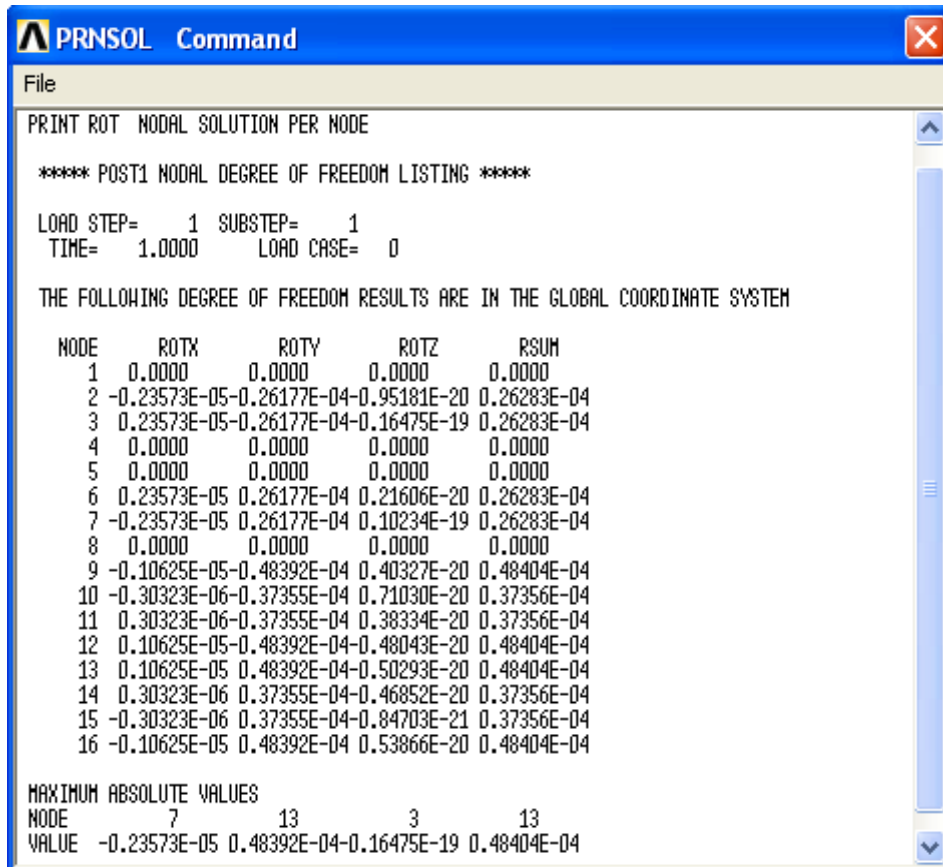 PRNSOL Command
File
PRINT ROT NODAL SOLUTION PER NODE
***** POST1 NODAL DEGREE OF FREEDOM LISTING *****
LOAD STEP= 1 SUBSTEP= 1
TIME= 1.0000 LOAD CASE= 0
THE FOLLOWING DEGREE OF FREEDOM RESULTS ARE IN THE GLOBAL COORDINATE SYSTEM
NODE ROTX ROTY ROTZ RSUM
1 0.0000 0.0000 0.0000 0.0000
2 -0.23573E-05-0.26177E-04-0.95181E-20 0.26283E-04
3 0.23573E-05-0.26177E-04-0.16475E-19 0.26283E-04
4 0.0000 0.0000 0.0000 0.0000
5 0.0000 0.0000 0.0000 0.0000
6 0.23573E-05 0.26177E-04 0.21606E-20 0.26283E-04
7 -0.23573E-05 0.26177E-04 0.10234E-19 0.26283E-04
8 0.0000 0.0000 0.0000 0.0000
9 -0.10625E-05-0.48392E-04 0.40327E-20 0.48404E-04
10 -0.30323E-06-0.37355E-04 0.71030E-20 0.37356E-04
11 0.30323E-06-0.37355E-04 0.38334E-20 0.37356E-04
12 0.10625E-05-0.48392E-04-0.48043E-20 0.48404E-04
13 0.10625E-05 0.48392E-04-0.50293E-20 0.48404E-04
14 0.30323E-06 0.37355E-04-0.46852E-20 0.37356E-04
15 -0.30323E-06 0.37355E-04-0.84703E-21 0.37356E-04
16 -0.10625E-05 0.48392E-04 0.53866E-20 0.48404E-04
MAXIMUM ABSOLUTE VALUES
NODE 7 13 3 13
VALUE -0.23573E-05 0.48392E-04-0.16475E-19 0.48404E-04